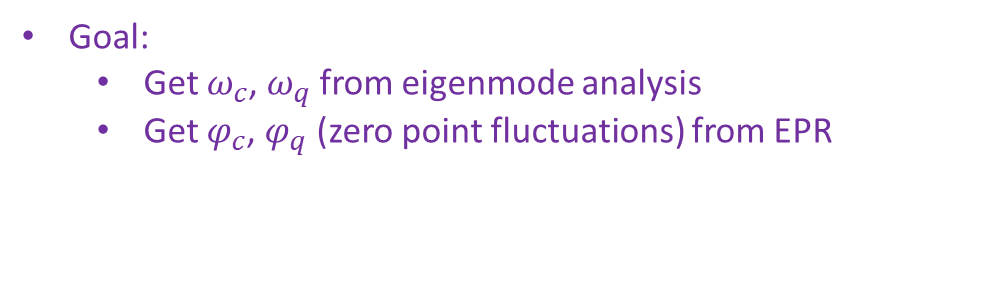 • Goal:
• Get 𝜔𝑐, 𝜔𝑞 from eigenmode analysis
• Get 𝜑𝑐, 𝜑𝑞 (zero point fluctuations) from EPR